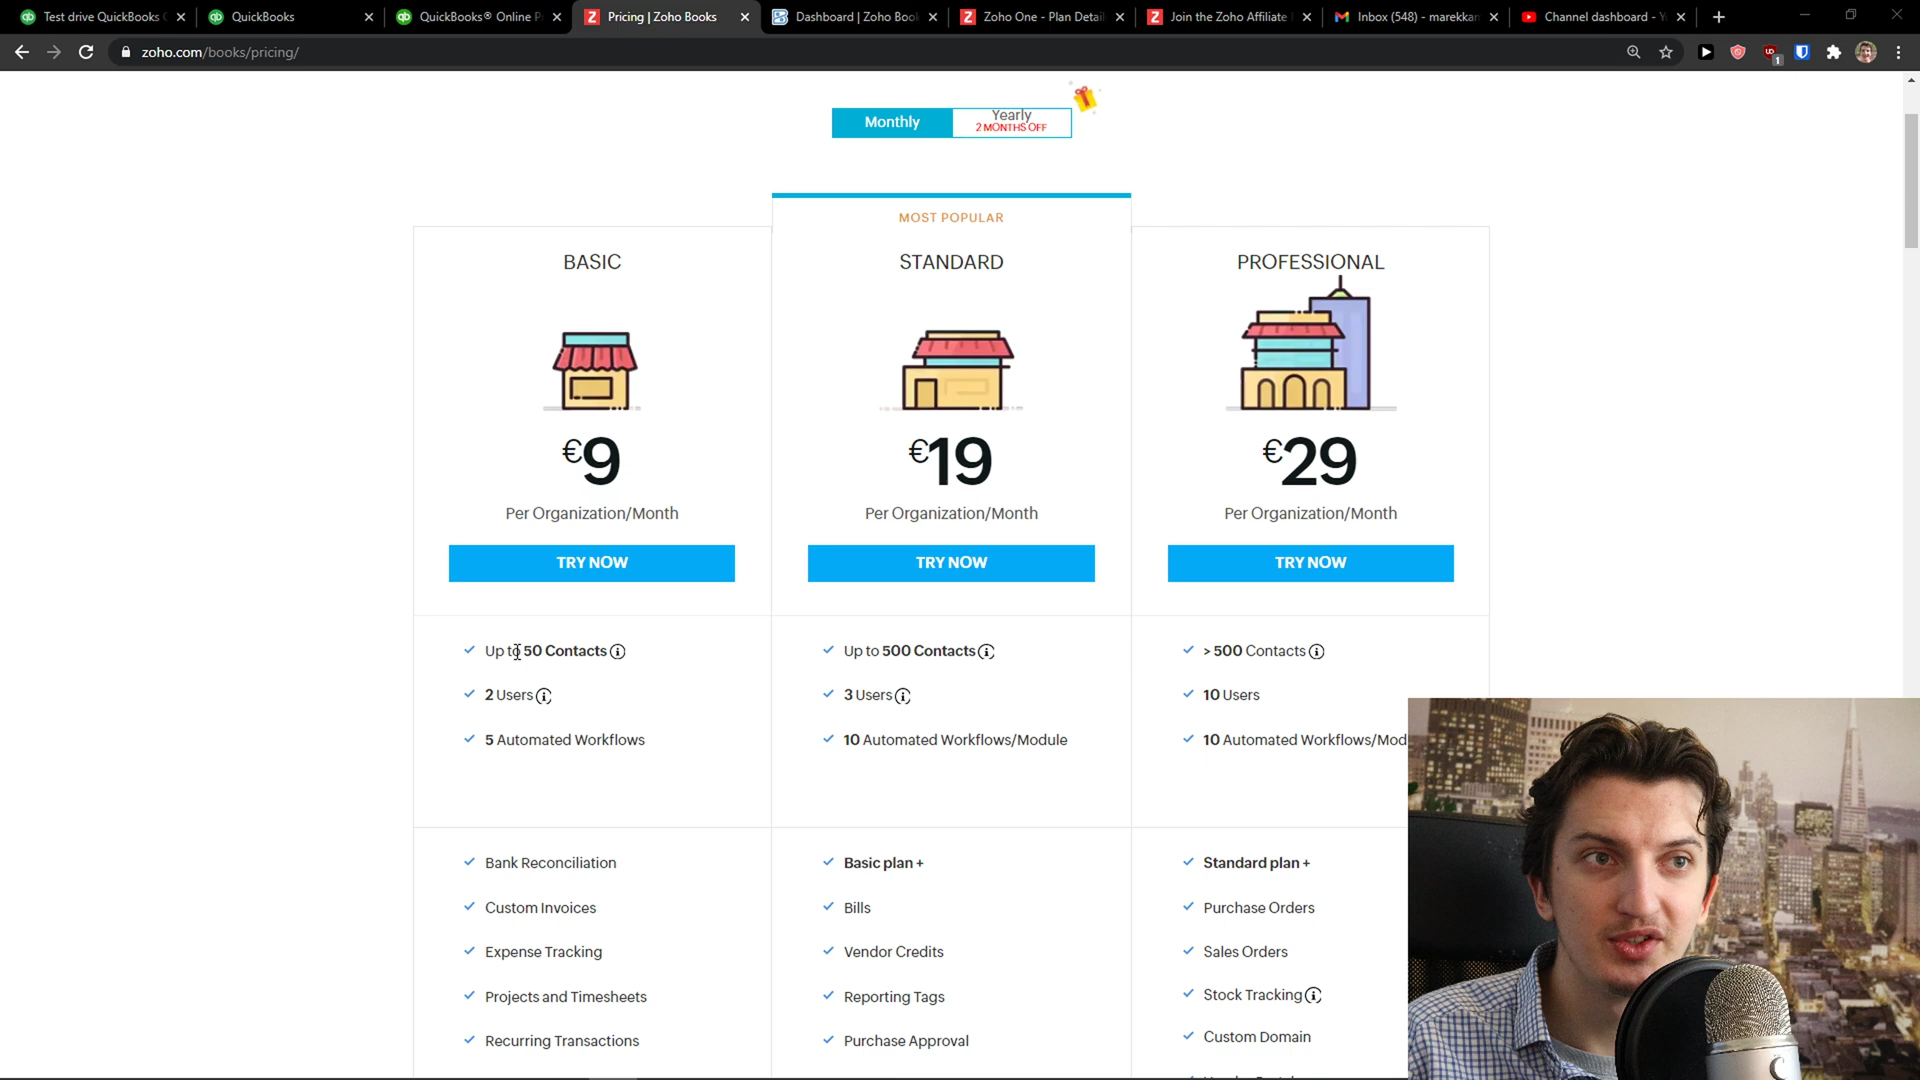 Test drive QuickBooks
QuickBooks
QuickBooks® Online P
Pricing | Zoho Books
Dashboard | Zoho Book
Zoho One - Plan Detail
Join the Zoho Affiliate
Inbox (548) - marekkam
Channel dashboard - Y
zoho.com/books/pricing/
1
Monthly
Yearly
2 MONTHS OFF
MOST POPULAR
BASIC
STANDARD
PROFESSIONAL
€9
€19
€29
Per Organization/Month
Per Organization/Month
Per Organization/Month
TRY NOW
TRY NOW
TRY NOW
Up to 50 Contacts
2 Users
5 Automated Workflows
Up to 500 Contacts
3 Users
10 Automated Workflows/Module
> 500 Contacts
10 Users
10 Automated Workflows/Mod
Bank Reconciliation
Custom Invoices
Expense Tracking
Projects and Timesheets
Recurring Transactions
Basic plan +
Bills
Vendor Credits
Reporting Tags
Purchase Approval
Standard plan +
Purchase Orders
Sales Orders
Stock Tracking
Custom Domain